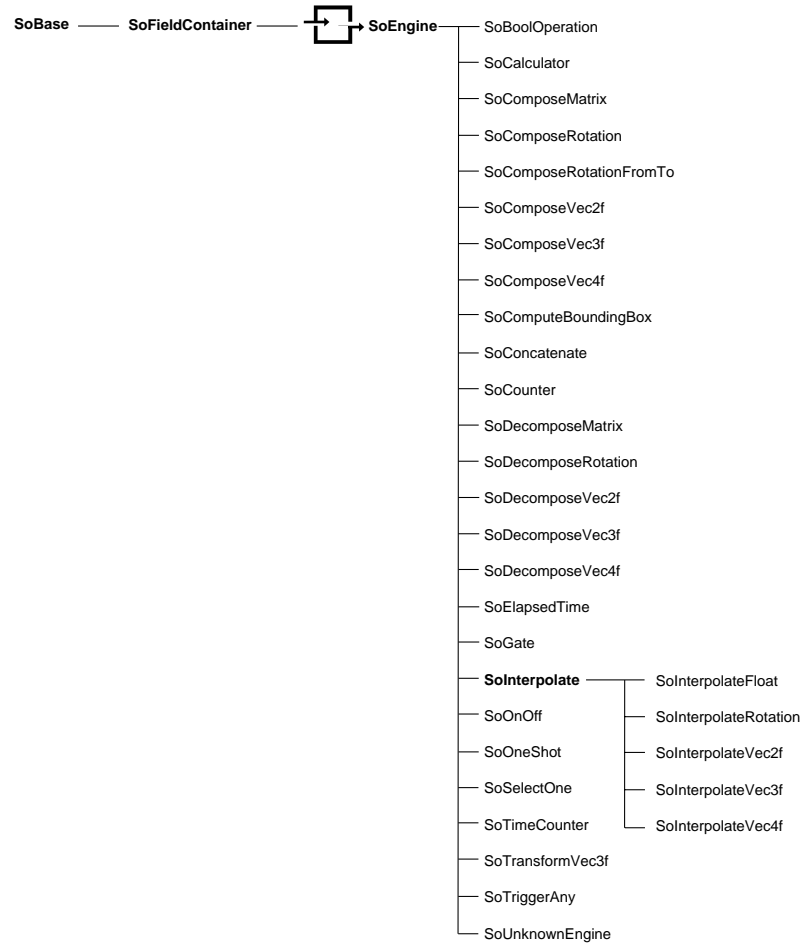 SoBase SoFieldContainer SoEngine SoBoolOperation
SoCalculator
SoComposeMatrix
SoComposeRotation
SoComposeRotationFromTo
SoComposeVec2f
SoComposeVec3f
SoComposeVec4f
SoComputeBoundingBox
SoConcatenate
SoCounter
SoDecomposeMatrix
SoDecomposeRotation
SoDecomposeVec2f
SoDecomposeVec3f
SoDecomposeVec4f
SoElapsedTime
SoGate
SoInterpolate SoInterpolateFloat
SoOnOff SoInterpolateRotation
SoOneShot SoInterpolateVec2f
SoSelectOne SoInterpolateVec3f
SoTimeCounter SoInterpolateVec4f
SoTransformVec3f
SoTriggerAny
SoUnknownEngine